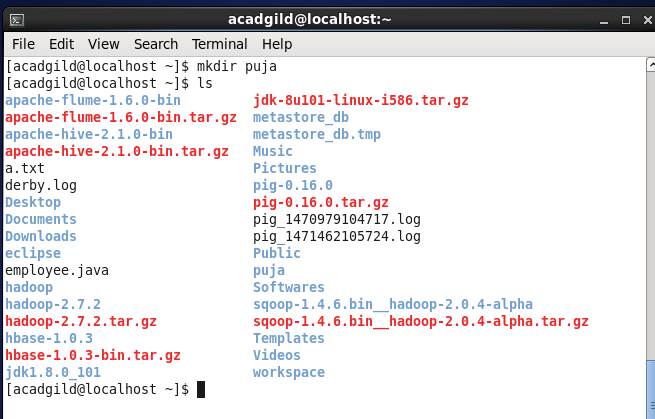 acadgild@localhost:~
File Edit View Search Terminal Help
[acadgild@localhost ~]$ mkdir puja
[acadgild@localhost ~]$ ls
apache-flume-1.6.0-bin jdk-8u101-linux-i586.tar.gz
apache-flume-1.6.0-bin.tar.gz metastore_db
apache-hive-2.1.0-bin metastore_db.tmp
apache-hive-2.1.0-bin.tar.gz Music
a.txt Pictures
derby.log pig-0.16.0
Desktop pig-0.16.0.tar.gz
Documents pig_1470979104717.log
Downloads pig_1471462105724.log
eclipse Public
employee.java puja
hadoop Softwares
hadoop-2.7.2 sqoop-1.4.6.bin__hadoop-2.0.4-alpha
hadoop-2.7.2.tar.gz sqoop-1.4.6.bin__hadoop-2.0.4-alpha.tar.gz
hbase-1.0.3 Templates
hbase-1.0.3-bin.tar.gz Videos
jdk1.8.0_101 workspace
[acadgild@localhost ~]$